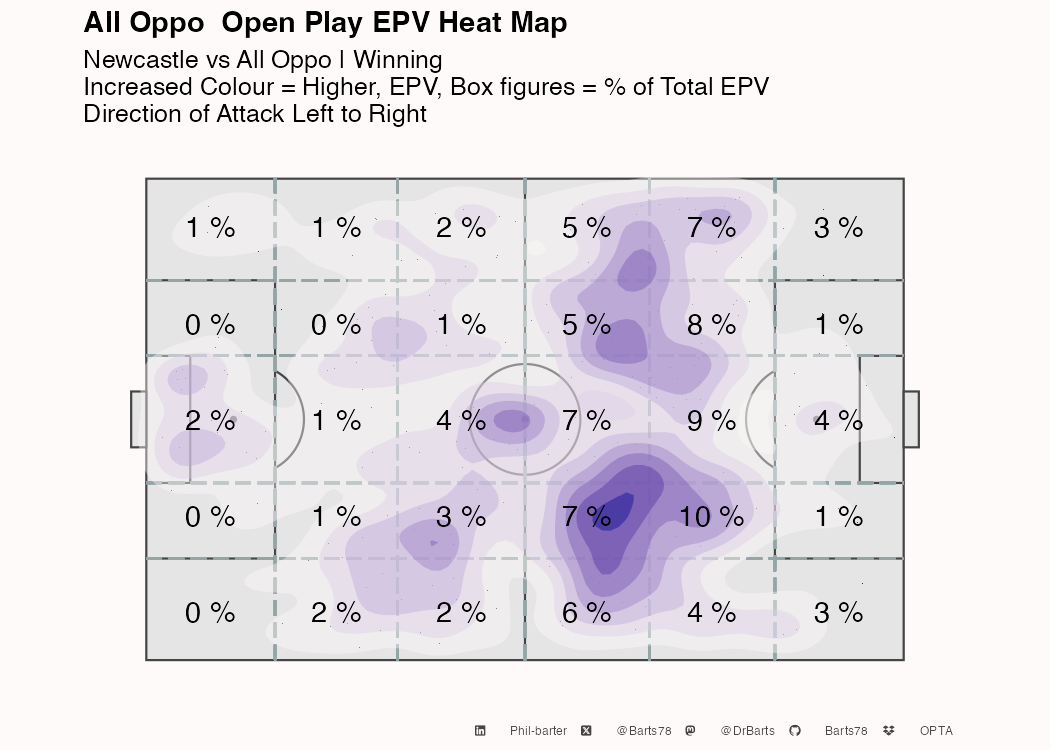 All Oppo  Open Play EPV Heat Map
Newcastle vs All Oppo | Winning
Increased Colour = Higher, EPV, Box figures = % of Total EPV
Direction of Attack Left to Right
1 % 1 % 2 % 5 % 7 % 3 %
0 % 0 % 1 % 5 % 8 % 1 %
2 % 1 % 4 % 7 % 9 % 4 %
0 % 1 % 3 % 7 % 10 % 1 %
0 % 2 % 2 % 6 % 4 % 3 %
Phil-barter @Barts78 @DrBarts Barts78 OPTA